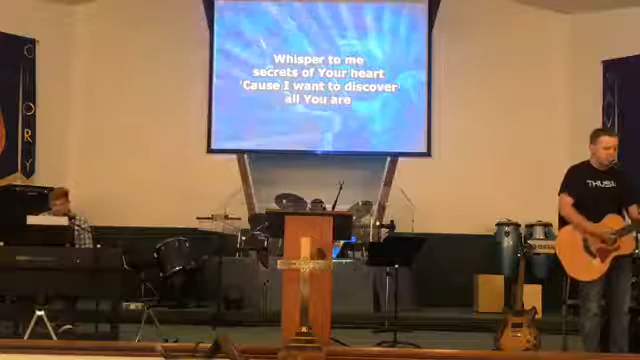 Whisper to me
secrets of Your heart
'Cause I want to discover
all You are